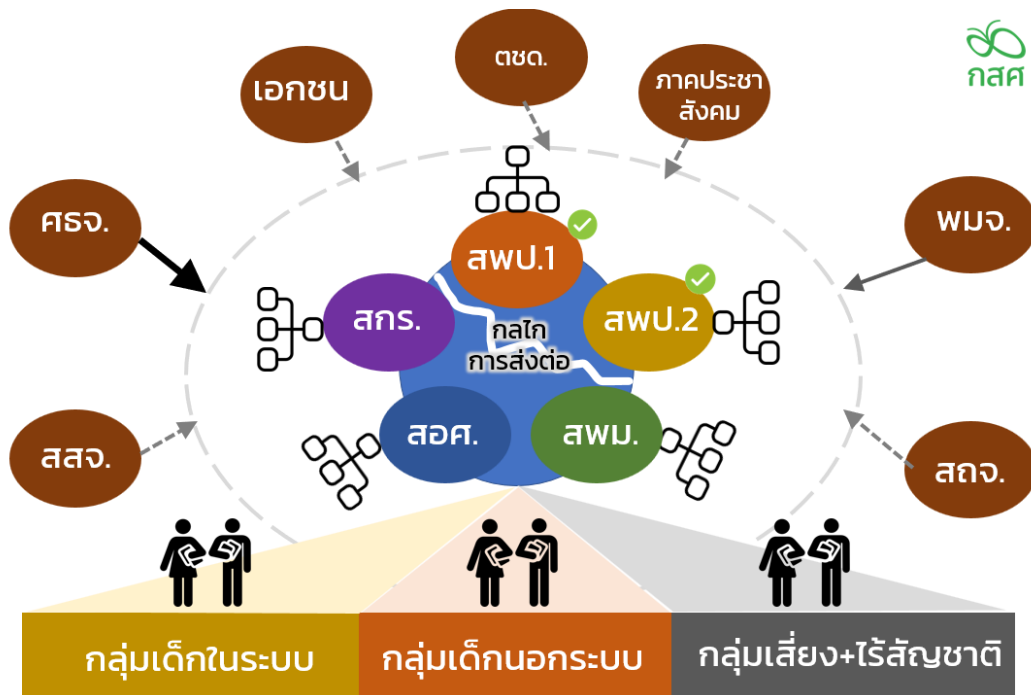 ตชด.
กสศ
เอกชน
ภาคประชา
สังคม
ศธจ.
พมจ.
สพป.1
สกร.
สพป.2
กลไก
การส่งต่อ
สอศ.
สพม.
สสจ.
สถจ.
กลุ่มเด็กในระบบ
กลุ่มเด็กนอกระบบ
กลุ่มเสี่ยง+ไร้สัญชาติ